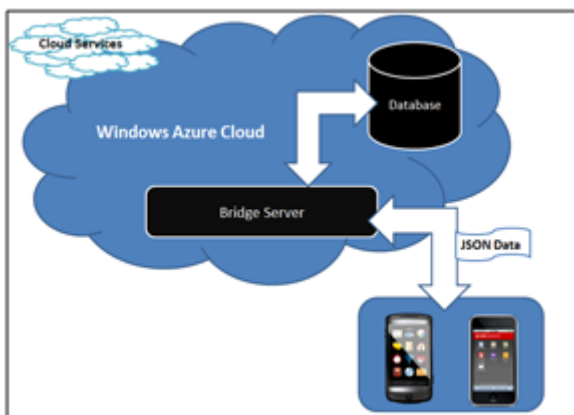 Cloud Services
Database
Windows Azure Cloud
Bridge Server
JSON Data